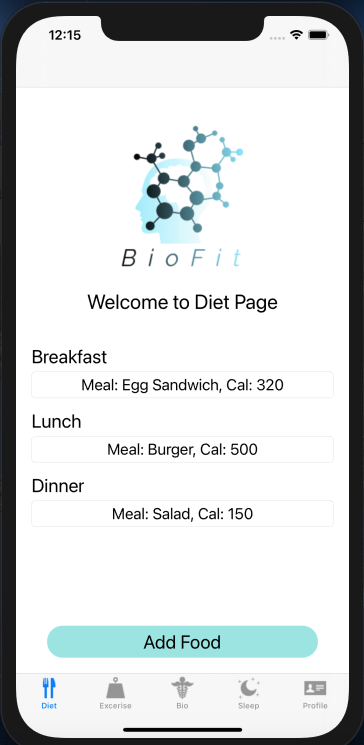 12:15
BioFit
Welcome to Diet Page
Breakfast
Meal: Egg Sandwich, Cal: 320
Lunch
Meal: Burger, Cal: 500
Dinner
Meal: Salad, Cal: 150
Add Food
Diet Excerise Bio Sleep Profile